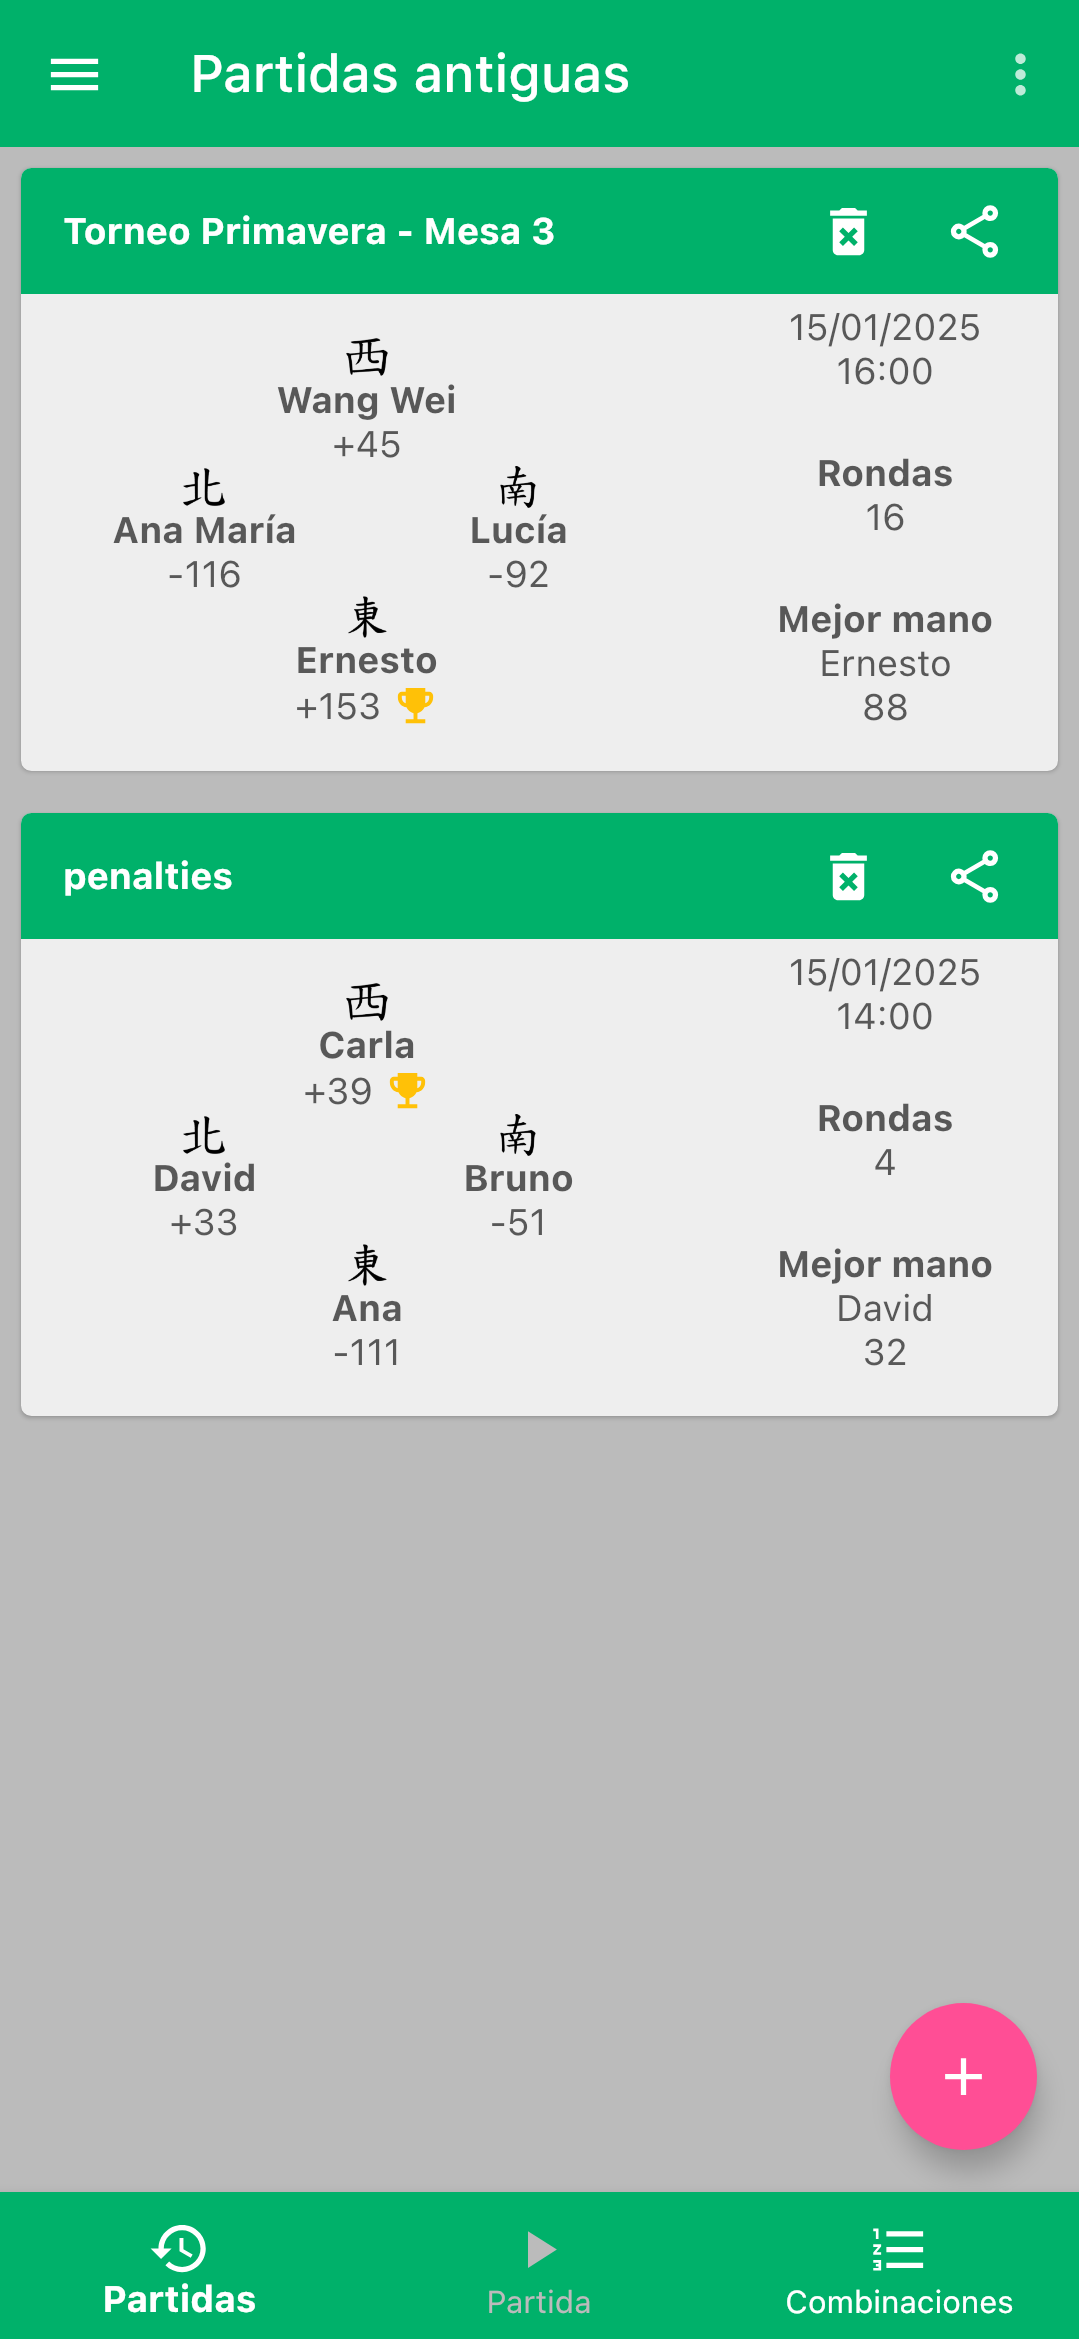 Partidas antiguas
Torneo Primavera - Mesa 3
西
Wang Wei
+45
北
Ana María
-116
南
Lucía
-92
東
Ernesto
+153
15/01/2025
16:00
Rondas
16
Mejor mano
Ernesto
88
penalties
西
Carla
+39
北
David
+33
南
Bruno
-51
東
Ana
-111
15/01/2025
14:00
Rondas
4
Mejor mano
David
32
Partidas
Partida
Combinaciones